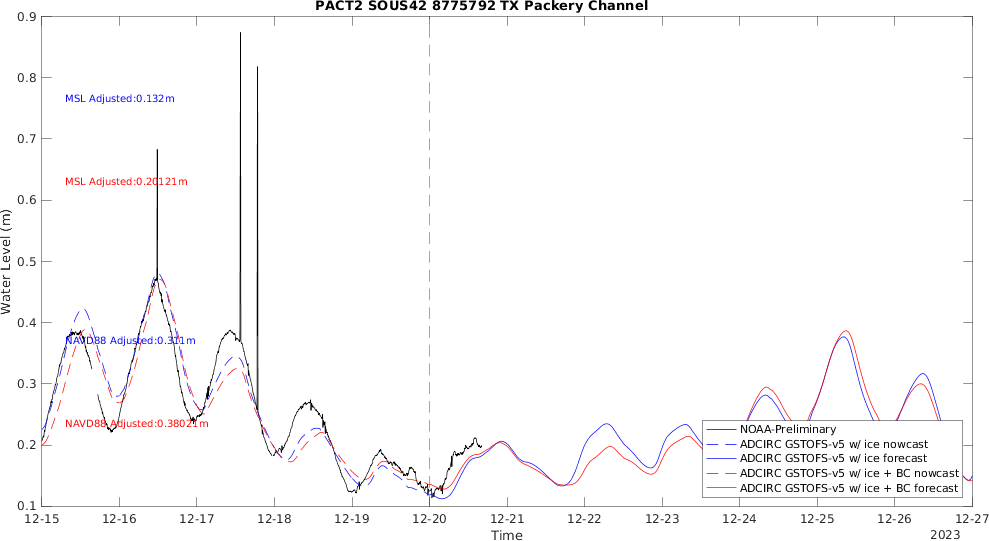 PACT2 SOUS42 8775792 TX Packery Channel
0.9
0.8
0.7
0.6
0.5
0.4
0.3
0.2
0.1
Water Level (m)
MSL Adjusted:0.132m
MSL Adjusted:0.20121m
NAVD88 Adjusted:0.311m
NAVD88 Adjusted:0.38021m
NOAA-Preliminary
ADCIRC GSTOFS-v5 w/ ice nowcast
ADCIRC GSTOFS-v5 w/ ice forecast
ADCIRC GSTOFS-v5 w/ ice + BC nowcast
ADCIRC GSTOFS-v5 w/ ice + BC forecast
12-15 12-16 12-17 12-18 12-19 12-20 12-21 12-22 12-23 12-24 12-25 12-26 12-27
Time
2023